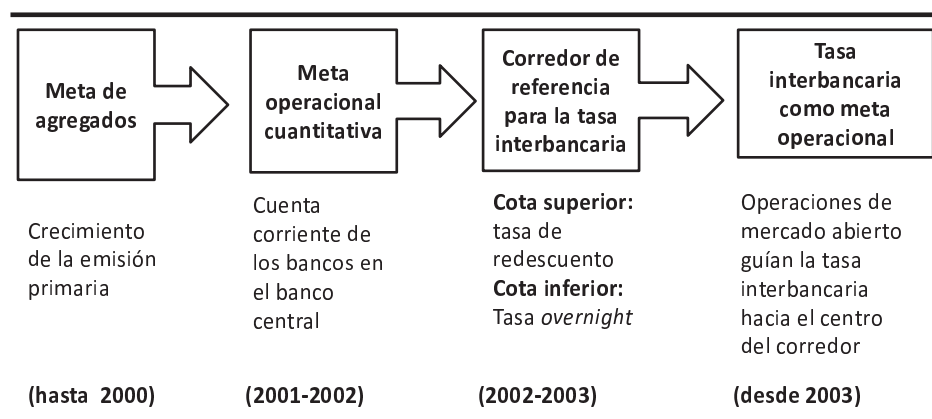 Meta de
agregados
Meta
operacional
cuantitativa
Corredor de
referencia
para la tasa
interbancaria
Tasa
interbancaria
como meta
operacional
Crecimiento
de la emisión
primaria
Cuenta
corriente de
los bancos en
el banco
central
Cota superior:
tasa de
redescuento
Cota inferior:
Tasa overnight
Operaciones de
mercado abierto
guían la tasa
interbancaria
hacia el centro
del corredor
(hasta 2000)
(2001-2002)
(2002-2003)
(desde 2003)